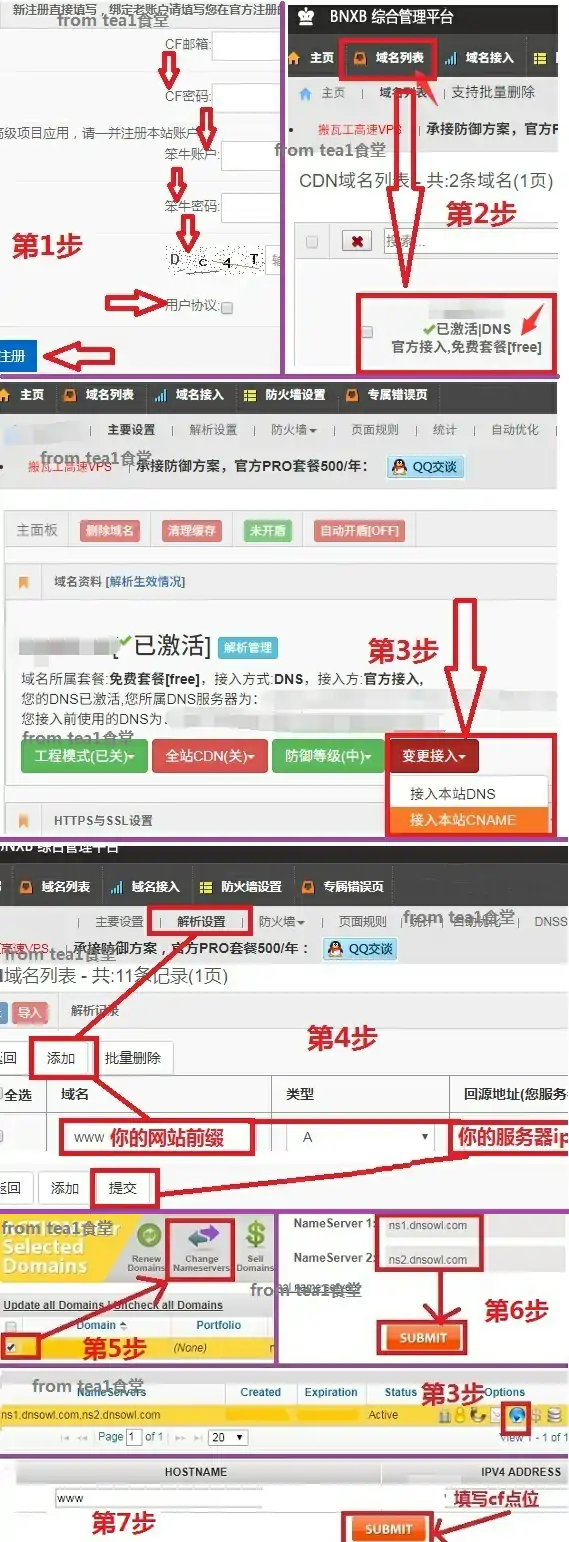 新注册直接填写，绑定老账户请填写您在官方注册的
from tea1食堂
CF邮箱:
CF密码:
高级项目应用，请一并注册本站账户
笨牛账户:
笨牛密码:
第1步
D c 4 T
用户协议:
注册
BNXB 综合管理平台
主页 域名列表 域名接入
主页 | 域名列表 | 支持批量删除
搬瓦工高速VPS 承接防御方案，官方P
from tea1食堂
CDN域名列表 - 共:2条域名(1页)
第2步
搜索...
已激活|DNS
官方接入,免费套餐[free]
主页 域名列表 域名接入 防火墙设置 专属错误页
主要设置 | 解析设置 | 防火墙 | 页面规则 | 统计 | 自动优化
from tea1食堂
搬瓦工高速VPS 承接防御方案，官方PRO套餐500/年： QQ交谈
主面板 删除域名 清理缓存 未开盾 自动开盾[OFF]
域名资料 [解析生效情况]
[已激活] 解析管理
第3步
域名所属套餐:免费套餐[free]，接入方式:DNS，接入方:官方接入,
您的DNS已激活,您所属DNS服务器为：
您接入前使用的DNS为.
from tea1食堂
工程模式(已关) 全站CDN(关) 防御等级(中) 变更接入
接入本站DNS
接入本站CNAME
HTTPS与SSL设置
BNXB 综合管理平台
域名列表 域名接入 防火墙设置 专属错误页
主要设置 | 解析设置 | 防火墙 | 页面规则 | 统计 | 自动优化 | DNSS
from tea1食堂
高速VPS 承接防御方案，官方PRO套餐500/年： QQ交谈
from tea1食堂
域名列表 - 共:11条记录(1页)
导入 解析记录
第4步
返回 添加 批量删除
全选 域名 类型 回源地址(您服务
www 你的网站前缀 A 你的服务器ip
返回 添加 提交
from tea1食堂
Selected
Domains
Renew
Domains
Change
Nameservers
Sell
Domains
Update all Domains | Uncheck all Domains
Domain Portfolio
(None)
第5步
NameServer 1: ns1.dnsowl.com
NameServer 2: ns2.dnsowl.com
from tea1食堂
第6步
SUBMIT
from tea1食堂
NameServers Created Expiration Status Options
第3步
ns1.dnsowl.com,ns2.dnsowl.com Active
Page 1 of 1 20 View 1 - 1 of 1
HOSTNAME IPV4 ADDRESS
www
填写cf点位
第7步
SUBMIT